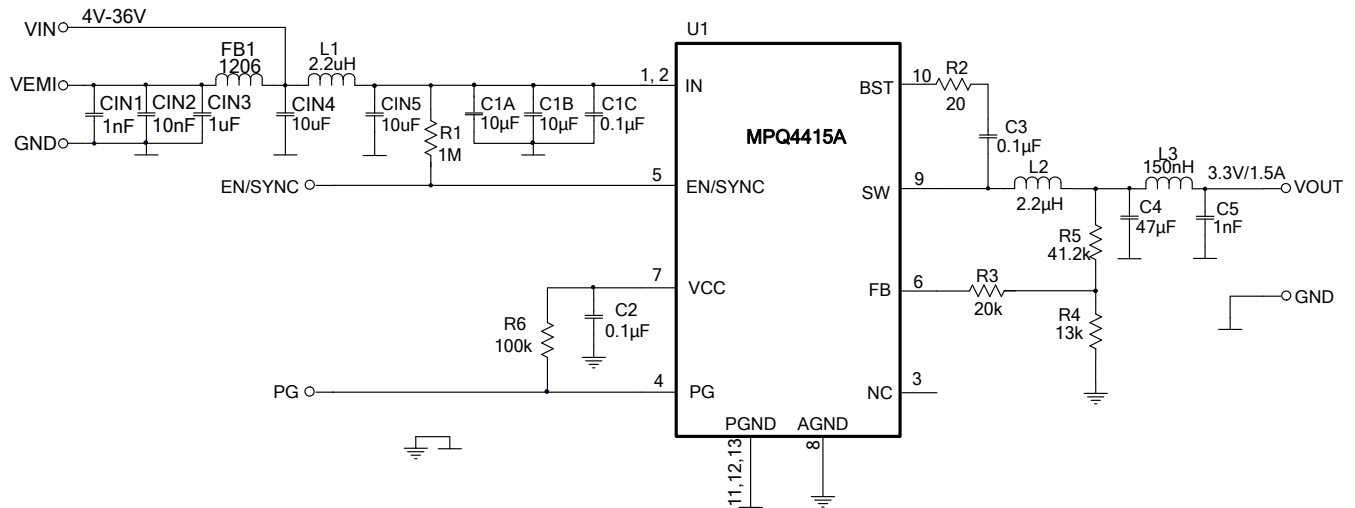 VIN
4V-36V
U1
FB1
1206
L1
2.2uH
VEMI
1, 2
IN
BST
10
R2
20
CIN1
1nF
CIN2
10nF
CIN3
1uF
CIN4
10uF
CIN5
10uF
R1
1M
C1A
10µF
C1B
10µF
C1C
0.1µF
MPQ4415A
C3
0.1µF
GND
EN/SYNC
5
EN/SYNC
SW
9
L2
2.2µH
L3
150nH
3.3V/1.5A
VOUT
C4
47µF
C5
1nF
R5
41.2k
7
VCC
FB
6
R3
20k
GND
R6
100k
C2
0.1µF
R4
13k
PG
4
PG
NC
3
PGND
AGND
11,12,13
8